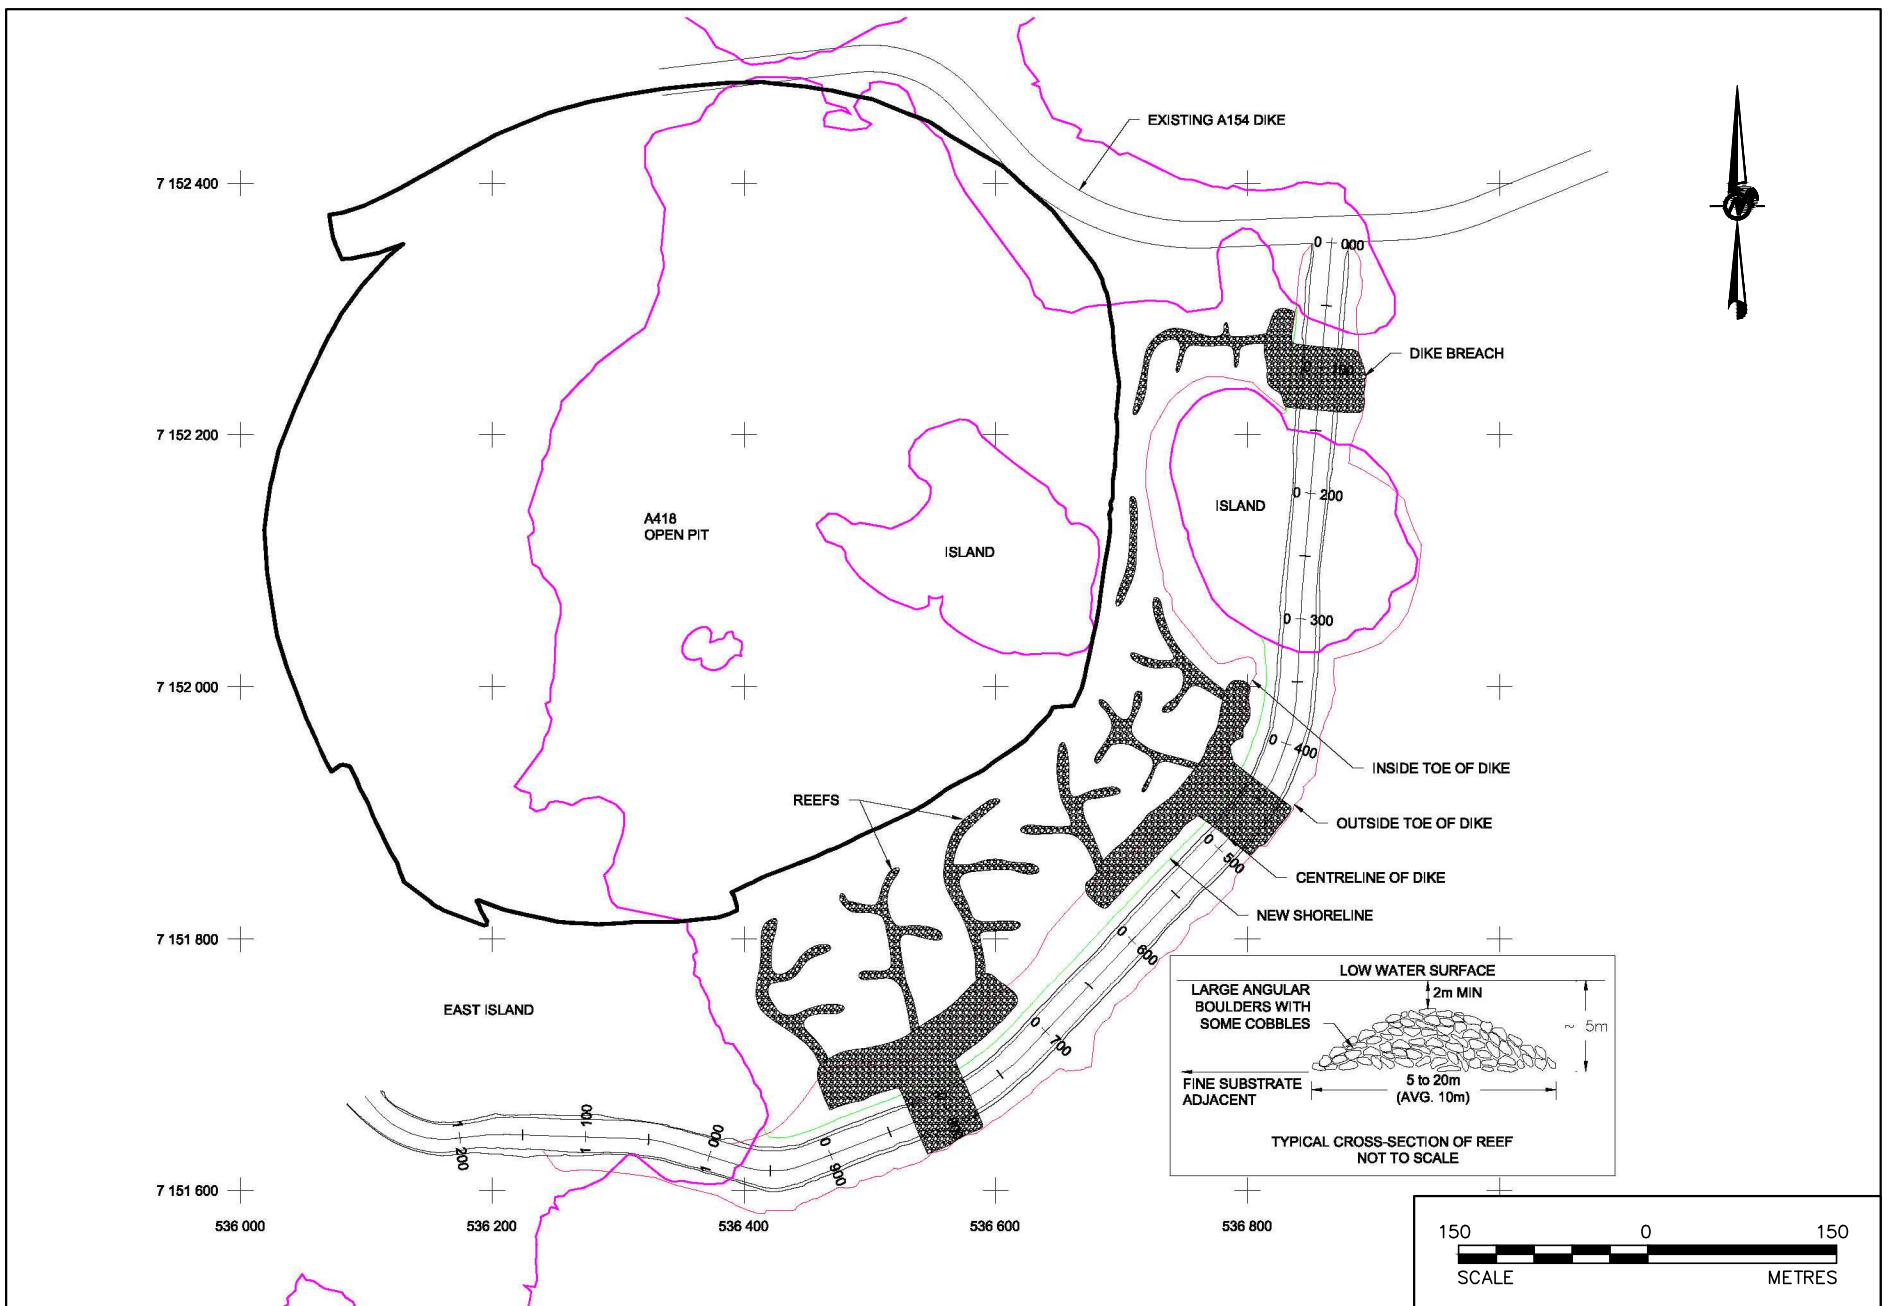 EXISTING A154 DIKE
7 152 400
0 + 000
DIKE BREACH
0 100
7 152 200
0 200
ISLAND
A418
OPEN PIT
ISLAND
0 300
7 152 000
0 400
INSIDE TOE OF DIKE
REEFS
OUTSIDE TOE OF DIKE
0 500
CENTRELINE OF DIKE
NEW SHORELINE
7 151 800
0 600
LOW WATER SURFACE
LARGE ANGULAR
BOULDERS WITH
SOME COBBLES
2m MIN
~ 5m
EAST ISLAND
0 700
FINE SUBSTRATE
ADJACENT
5 to 20m
(AVG. 10m)
TYPICAL CROSS-SECTION OF REEF
NOT TO SCALE
0 900
1 000
1 100
1 200
7 151 600
536 000
536 200
536 400
536 600
536 800
150 0 150
SCALE METRES